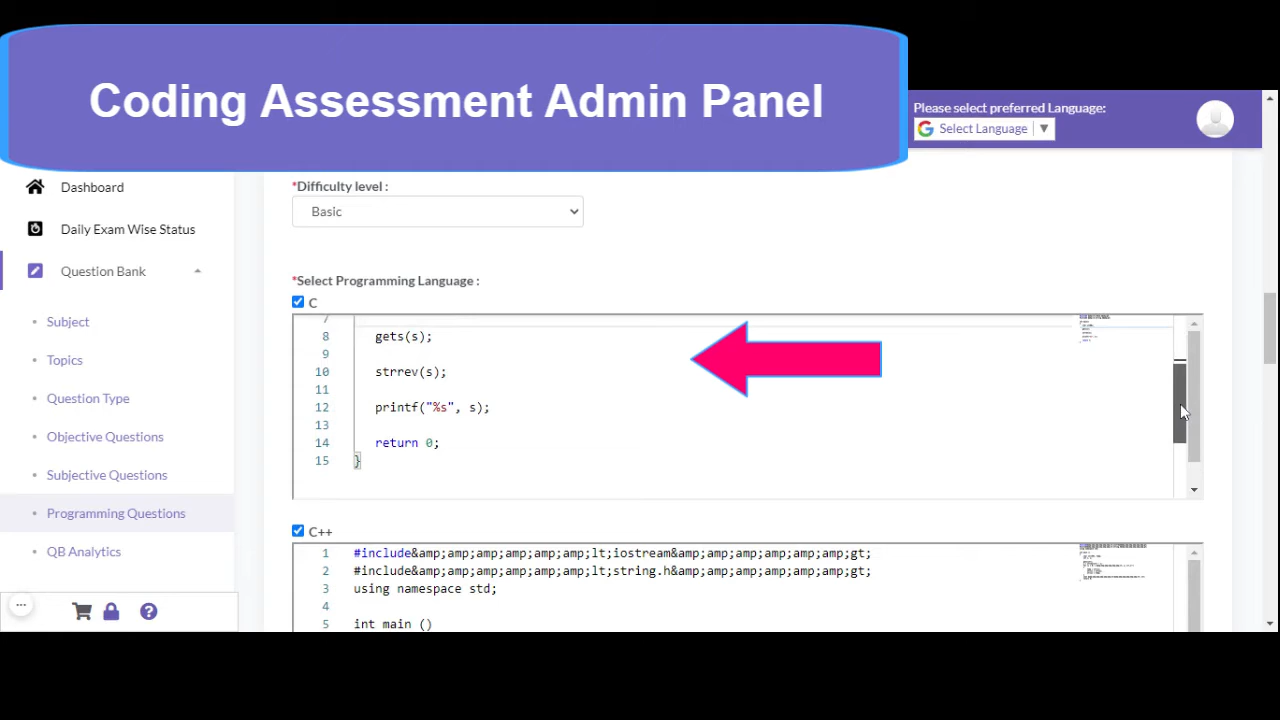 Coding Assessment Admin Panel
Please select preferred Language:
G Select Language ▼
Dashboard
Daily Exam Wise Status
Question Bank
Subject
Topics
Question Type
Objective Questions
Subjective Questions
Programming Questions
QB Analytics
*Difficulty level :
Basic
*Select Programming Language :
C
7
8 gets(s);
9
10 strrev(s);
11
12 printf("%s", s);
13
14 return 0;
15 }
C++
1 #include&amp;amp;amp;amp;amp;lt;iostream&amp;amp;amp;amp;amp;gt;
2 #include&amp;amp;amp;amp;amp;lt;string.h&amp;amp;amp;amp;amp;gt;
3 using namespace std;
4
5 int main ()